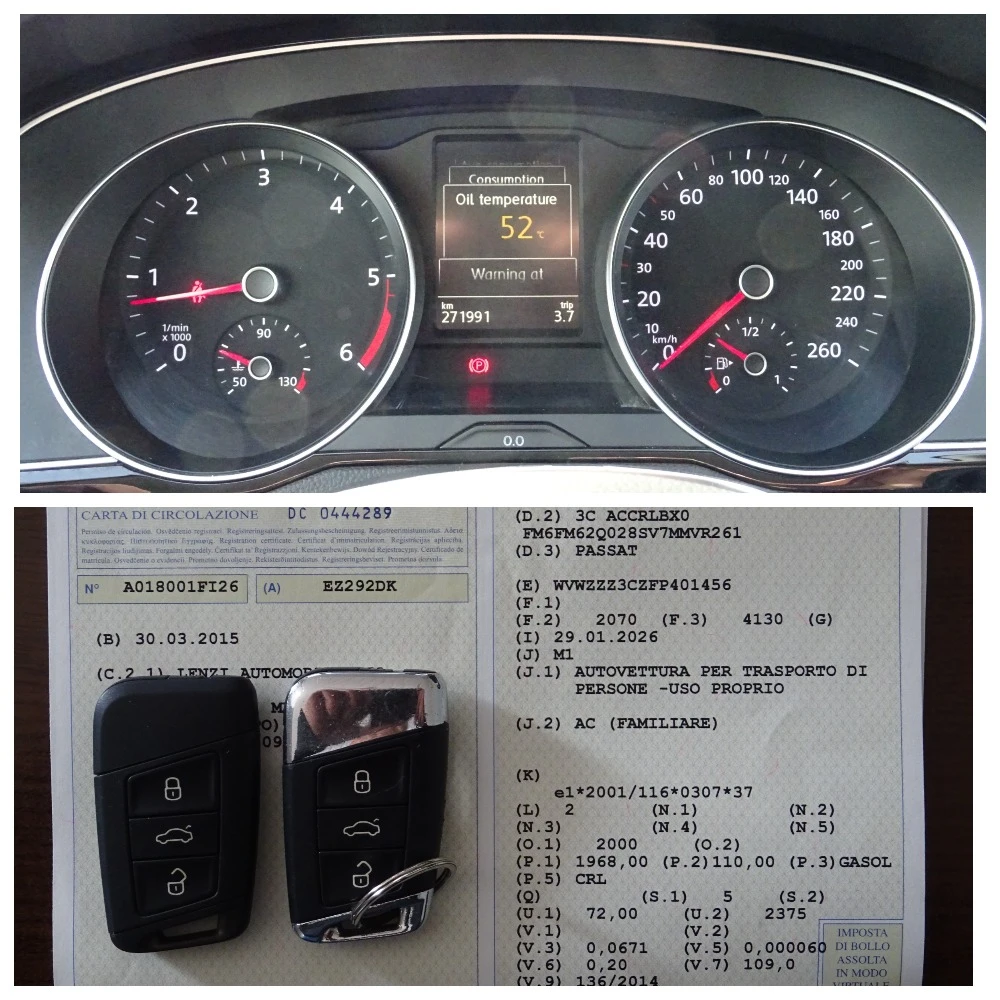 3
2
4
1
5
1/min
x 1000
0
6
90
50
130
Consumption
Oil temperature
52 °C
Warning at
km
trip
271991
3.7
P
0.0
80 100 120
60
140
50
160
40
180
30
200
20
220
10
240
km/h
0
260
1/2
0
1
CARTA DI CIRCOLAZIONE DC 0444289
N° A018001FI26 (A) EZ292DK
(B) 30.03.2015
(C.2.1) LENZI AUTOMO
M
PO)
09
(D.2) 3C ACCRLBX0
FM6FM62Q028SV7MMVR261
(D.3) PASSAT
(E) WVWZZZ3CZFP401456
(F.1)
(F.2) 2070 (F.3) 4130 (G)
(I) 29.01.2026
(J) M1
(J.1) AUTOVETTURA PER TRASPORTO DI
PERSONE -USO PROPRIO
(J.2) AC (FAMILIARE)
(K)
e1*2001/116*0307*37
(L) 2 (N.1) (N.2)
(N.3) (N.4) (N.5)
(O.1) 2000 (O.2)
(P.1) 1968,00 (P.2)110,00 (P.3)GASOL
(P.5) CRL
(Q) (S.1) 5 (S.2)
(U.1) 72,00 (U.2) 2375
(V.1) (V.2)
(V.3) 0,0671 (V.5) 0,000060
(V.6) 0,20 (V.7) 109,0
(V.9) 136/2014
IMPOSTA
DI BOLLO
ASSOLTA
IN MODO
VIRTUALE